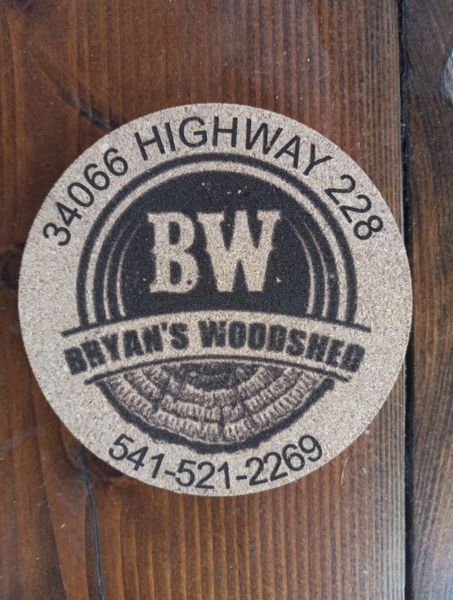 34066 HIGHWAY 228
BW
BRYAN'S WOODSHED
541-521-2269